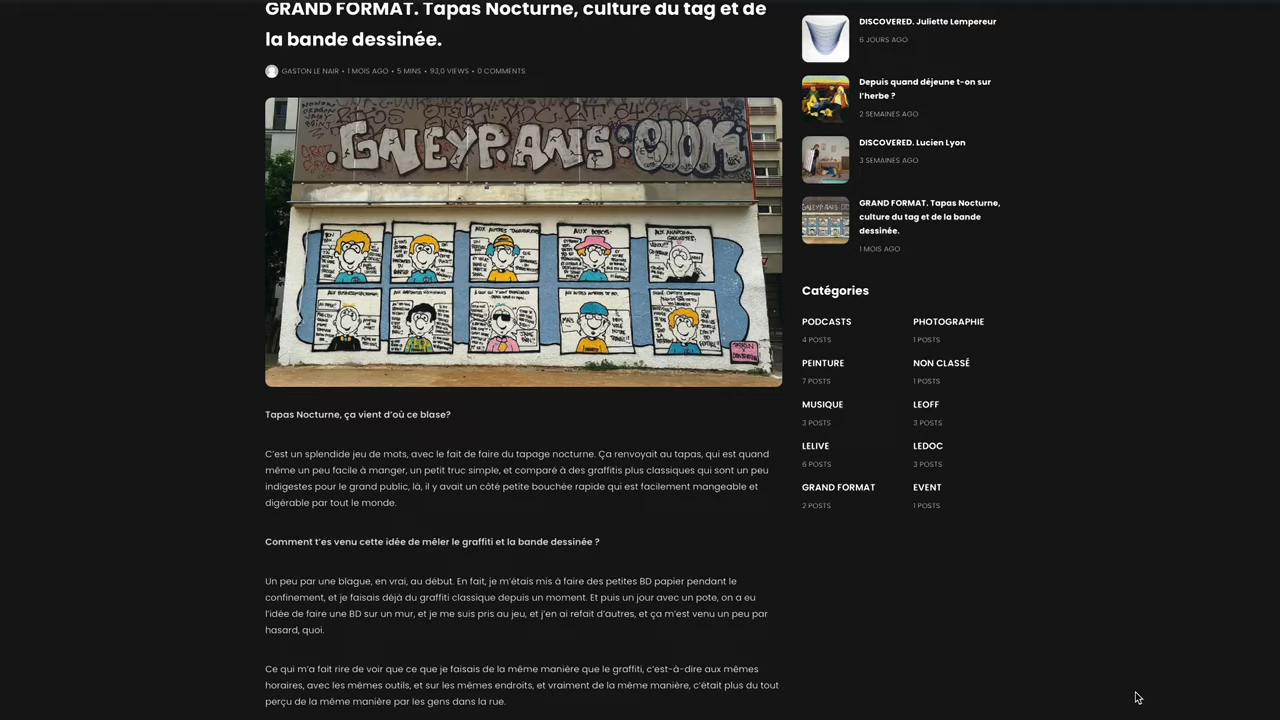 GRAND FORMAT. Tapas Nocturne, culture du tag et de
la bande dessinée.
GASTON LE NAIR • 1 MOIS AGO • 5 MINS • 93,0 VIEWS • 0 COMMENTS
.GNEYPANS:
AUX AUTRES TAGUEURS:
AUX BOBOS:
Tapas Nocturne, ça vient d’où ce blase?
C’est un splendide jeu de mots, avec le fait de faire du tapage nocturne. Ça renvoyait au tapas, qui est quand
même un peu facile à manger, un petit truc simple, et comparé à des graffitis plus classiques qui sont un peu
indigestes pour le grand public, là, il y avait un côté petite bouchée rapide qui est facilement mangeable et
digérable par tout le monde.
Comment t’es venu cette idée de mêler le graffiti et la bande dessinée ?
Un peu par une blague, en vrai, au début. En fait, je m’étais mis à faire des petites BD papier pendant le
confinement, et je faisais déjà du graffiti classique depuis un moment. Et puis un jour avec un pote, on a eu
l’idée de faire une BD sur un mur, et je me suis pris au jeu, et j’en ai refait d’autres, et ça m’est venu un peu par
hasard, quoi.
Ce qui m’a fait rire de voir que ce que je faisais de la même manière que le graffiti, c’est-à-dire aux mêmes
horaires, avec les mêmes outils, et sur les mêmes endroits, et vraiment de la même manière, c’était plus du tout
perçu de la même manière par les gens dans la rue.
DISCOVERED. Juliette Lempereur
6 JOURS AGO
Depuis quand déjeune t-on sur
l’herbe ?
2 SEMAINES AGO
DISCOVERED. Lucien Lyon
3 SEMAINES AGO
GRAND FORMAT. Tapas Nocturne,
culture du tag et de la bande
dessinée.
1 MOIS AGO
Catégories
PODCASTS
4 POSTS
PHOTOGRAPHIE
1 POSTS
PEINTURE
7 POSTS
NON CLASSÉ
1 POSTS
MUSIQUE
3 POSTS
LEOFF
3 POSTS
LELIVE
6 POSTS
LEDOC
3 POSTS
GRAND FORMAT
2 POSTS
EVENT
1 POSTS